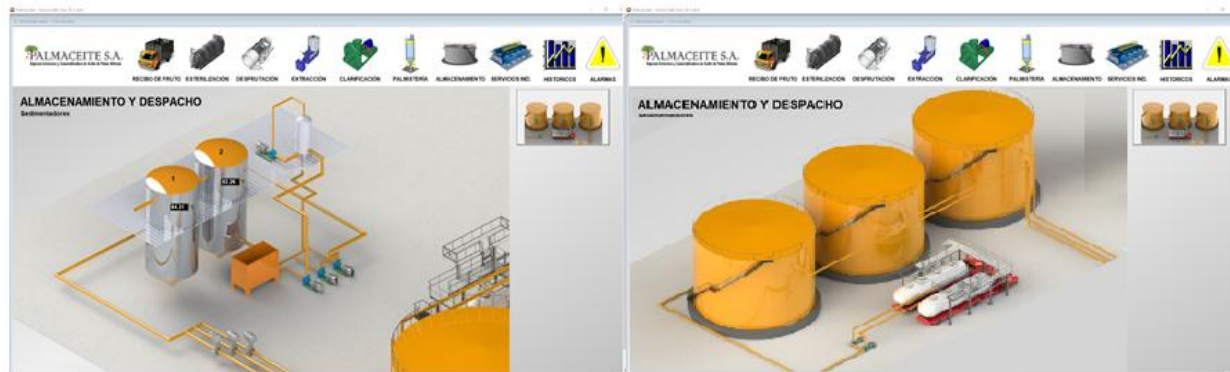 PALMACEITE S.A.
RECIBO DE FRUTO ESTERILIZACIÓN DESFRUTACIÓN EXTRACCIÓN CLARIFICACIÓN PALMISTERÍA ALMACENAMIENTO SERVICIOS IND. HISTORICOS ALARMAS
ALMACENAMIENTO Y DESPACHO
Sedimentadores
2
1
PALMACEITE S.A.
RECIBO DE FRUTO ESTERILIZACIÓN DESFRUTACIÓN EXTRACCIÓN CLARIFICACIÓN PALMISTERÍA ALMACENAMIENTO SERVICIOS IND. HISTORICOS ALARMAS
ALMACENAMIENTO Y DESPACHO